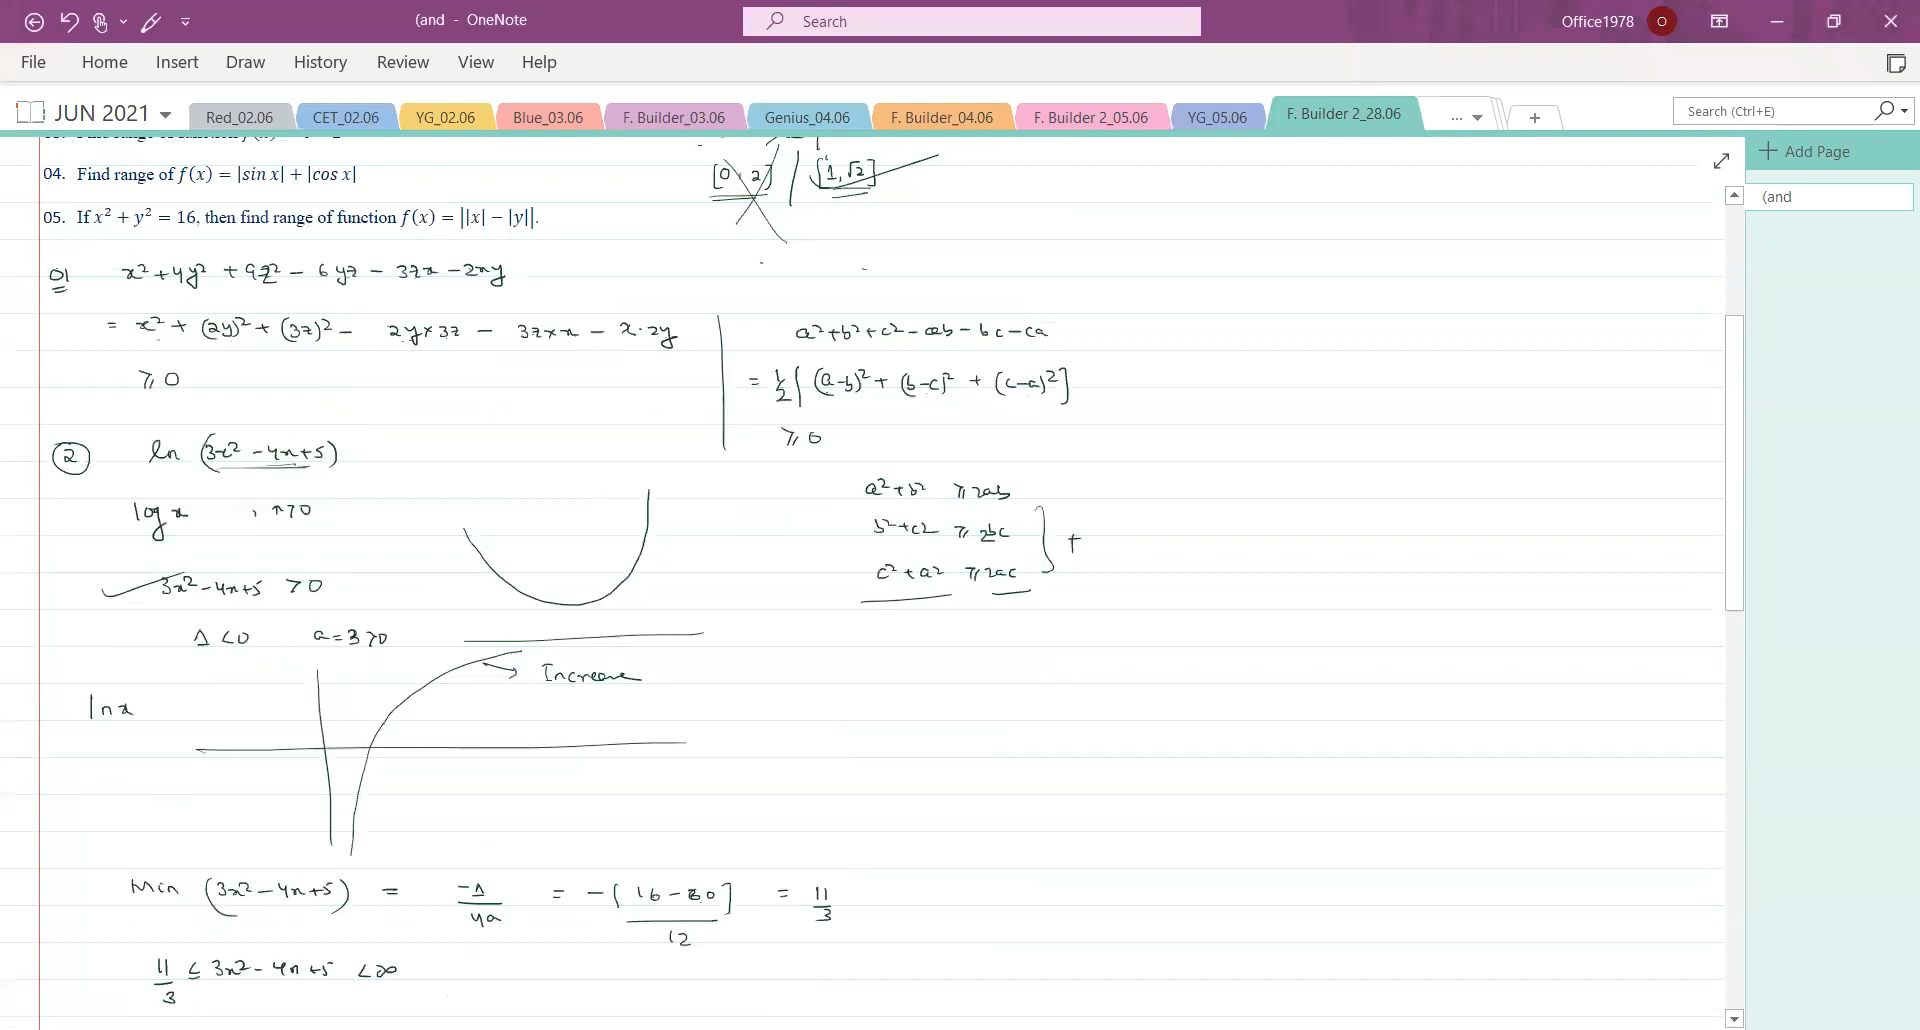 (and - OneNote
Search
Office1978 O
File Home Insert Draw History Review View Help
JUN 2021
Red_02.06 CET_02.06 YG_02.06 Blue_03.06 F. Builder_03.06 Genius_04.06 F. Builder_04.06 F. Builder 2_05.06 YG_05.06 F. Builder 2_28.06 ... +
Search (Ctrl+E)
+ Add Page
(and
04. Find range of f(x) = |sin x| + |cos x|
[0, 2] [1, √2]
05. If x² + y² = 16, then find range of function f(x) = ||x| − |y||.
01 x² + 4y² + 9z² − 6yz − 3zx − 2xy
= x² + (2y)² + (3z)² − 2y×3z − 3z×x − x·2y
≥ 0
a² + b² + c² − ab − bc − ca
= ½[(a−b)² + (b−c)² + (c−a)²]
≥ 0
② ln (3x² − 4x + 5)
log x , x > 0
3x² − 4x + 5 > 0
Δ < 0 a = 3 > 0
a² + b² ≥ 2ab
b² + c² ≥ 2bc
c² + a² ≥ 2ac
+
Increase
ln x
Min (3x² − 4x + 5) = −Δ/4a = −[16 − 60]/12 = 11/3
11/3 ≤ 3x² − 4x + 5 < ∞